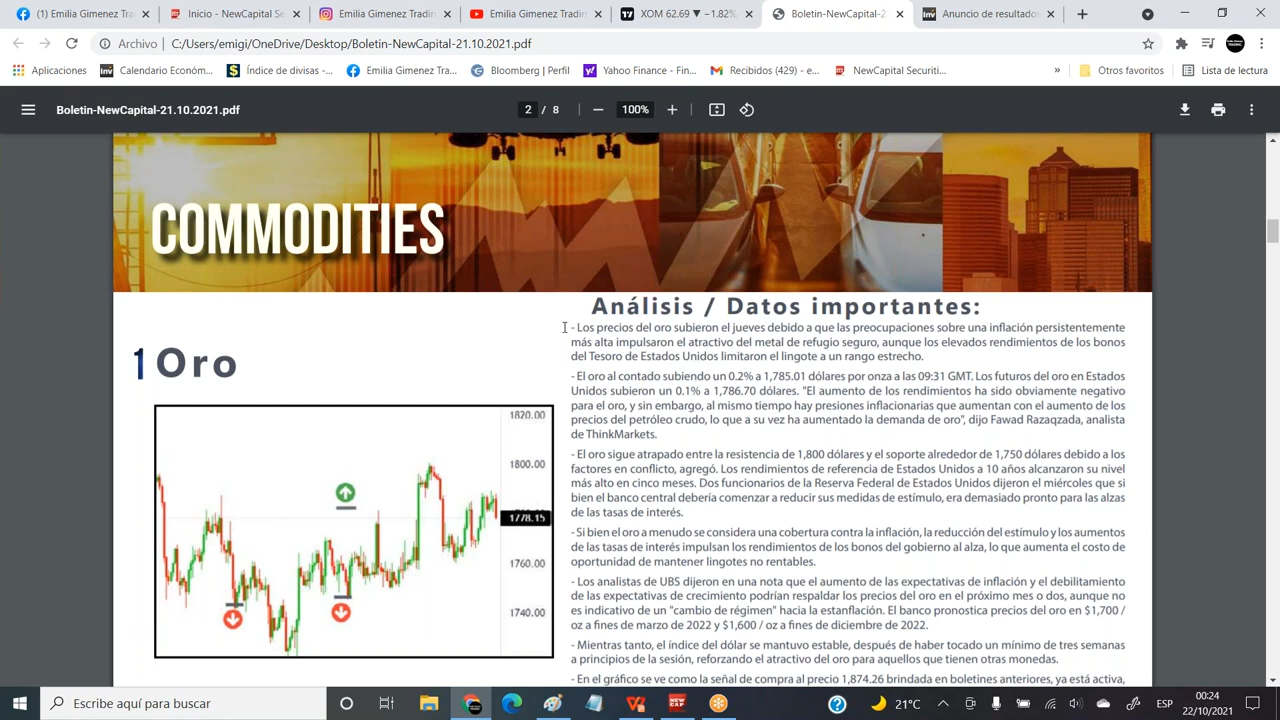 Emilia Gimenez Tra
Inicio - NewCapital Se
Emilia Gimenez Tradin
Emilia Gimenez Tradin
XOM 62.69 ▼ −1.82%
Boletin-NewCapital-2
Anuncio de resultados
Archivo
C:/Users/emigi/OneDrive/Desktop/Boletin-NewCapital-21.10.2021.pdf
Aplicaciones
Calendario Económ...
Índice de divisas -...
Emilia Gimenez Tra...
Bloomberg | Perfil
Yahoo Finance - Fin...
Recibidos (429) - e...
NewCapital Securiti...
»
Otros favoritos
Lista de lectura
Boletin-NewCapital-21.10.2021.pdf
2 / 8
100%
COMMODITIES
Análisis / Datos importantes:
- Los precios del oro subieron el jueves debido a que las preocupaciones sobre una inflación persistentemente
más alta impulsaron el atractivo del metal de refugio seguro, aunque los elevados rendimientos de los bonos
del Tesoro de Estados Unidos limitaron el lingote a un rango estrecho.
1 Oro
- El oro al contado subiendo un 0.2% a 1,785.01 dólares por onza a las 09:31 GMT. Los futuros del oro en Estados
Unidos subieron un 0.1% a 1,786.70 dólares. "El aumento de los rendimientos ha sido obviamente negativo
para el oro, y sin embargo, al mismo tiempo hay presiones inflacionarias que aumentan con el aumento de los
precios del petróleo crudo, lo que a su vez ha aumentado la demanda de oro", dijo Fawad Razaqzada, analista
de ThinkMarkets.
- El oro sigue atrapado entre la resistencia de 1,800 dólares y el soporte alrededor de 1,750 dólares debido a los
factores en conflicto, agregó. Los rendimientos de referencia de Estados Unidos a 10 años alcanzaron su nivel
más alto en cinco meses. Dos funcionarios de la Reserva Federal de Estados Unidos dijeron el miércoles que si
bien el banco central debería comenzar a reducir sus medidas de estímulo, era demasiado pronto para las alzas
de las tasas de interés.
- Si bien el oro a menudo se considera una cobertura contra la inflación, la reducción del estímulo y los aumentos
de las tasas de interés impulsan los rendimientos de los bonos del gobierno al alza, lo que aumenta el costo de
oportunidad de mantener lingotes no rentables.
- Los analistas de UBS dijeron en una nota que el aumento de las expectativas de inflación y el debilitamiento
de las expectativas de crecimiento podrían respaldar los precios del oro en el próximo mes o dos, aunque no
es indicativo de un "cambio de régimen" hacia la estanflación. El banco pronostica precios del oro en $1,700 /
oz a fines de marzo de 2022 y $1,600 / oz a fines de diciembre de 2022.
- Mientras tanto, el índice del dólar se mantuvo estable, después de haber tocado un mínimo de tres semanas
a principios de la sesión, reforzando el atractivo del oro para aquellos que tienen otras monedas.
- En el gráfico se ve como la señal de compra al precio 1,874.26 brindada en boletines anteriores, ya está activa,
1820.00
1800.00
1778.15
1760.00
1740.00
Escribe aquí para buscar
21°C
ESP
00:24
22/10/2021